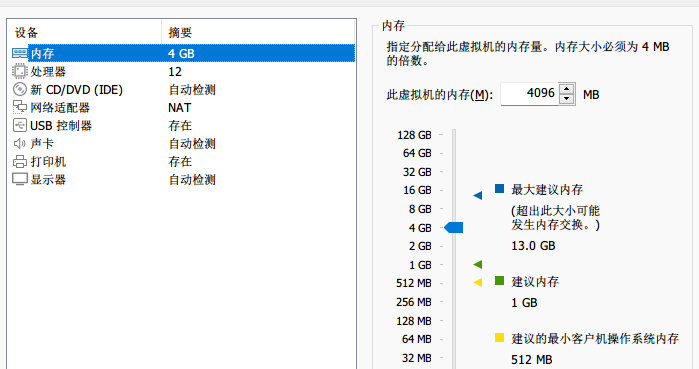 设备 摘要
内存 4 GB
处理器 12
新 CD/DVD (IDE) 自动检测
网络适配器 NAT
USB 控制器 存在
声卡 自动检测
打印机 存在
显示器 自动检测
内存
指定分配给此虚拟机的内存量。内存大小必须为 4 MB
的倍数。
此虚拟机的内存(M): 4096 MB
128 GB
64 GB
32 GB
16 GB
8 GB
4 GB
2 GB
1 GB
512 MB
256 MB
128 MB
64 MB
32 MB
最大建议内存
(超出此大小可能
发生内存交换。)
13.0 GB
建议内存
1 GB
建议的最小客户机操作系统内存
512 MB